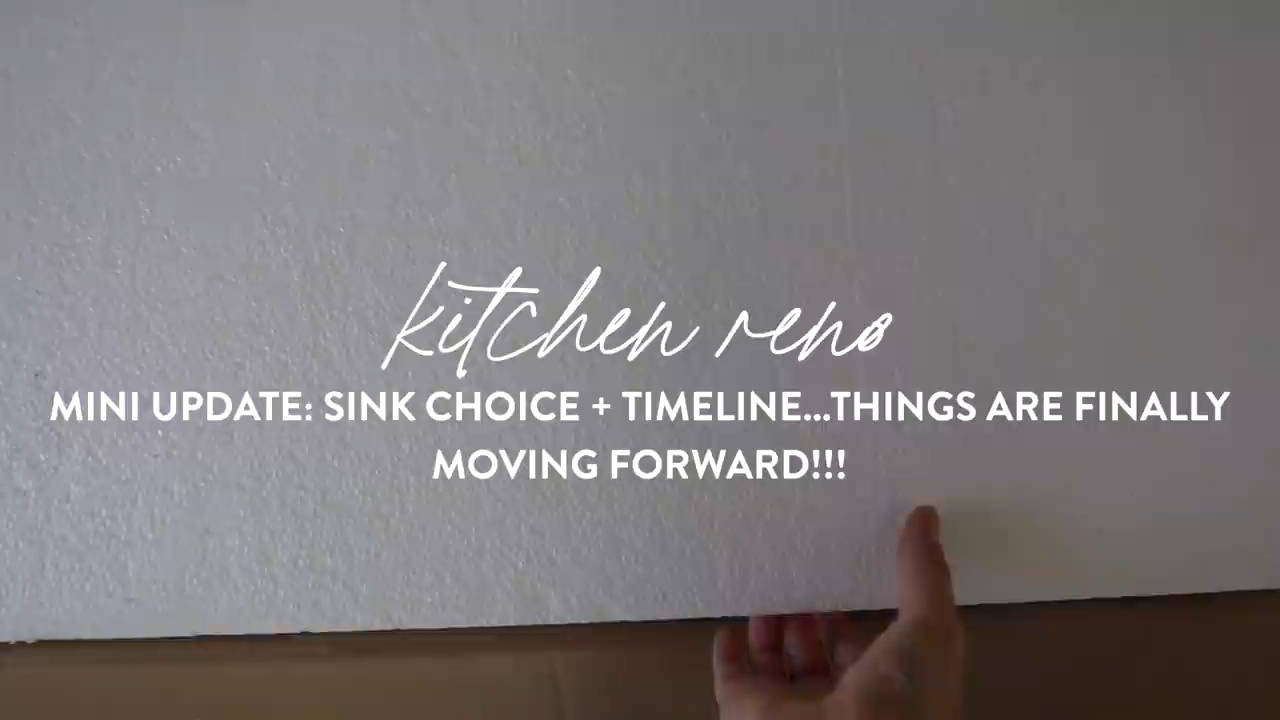 kitchen reno
MINI UPDATE: SINK CHOICE + TIMELINE...THINGS ARE FINALLY
MOVING FORWARD!!!